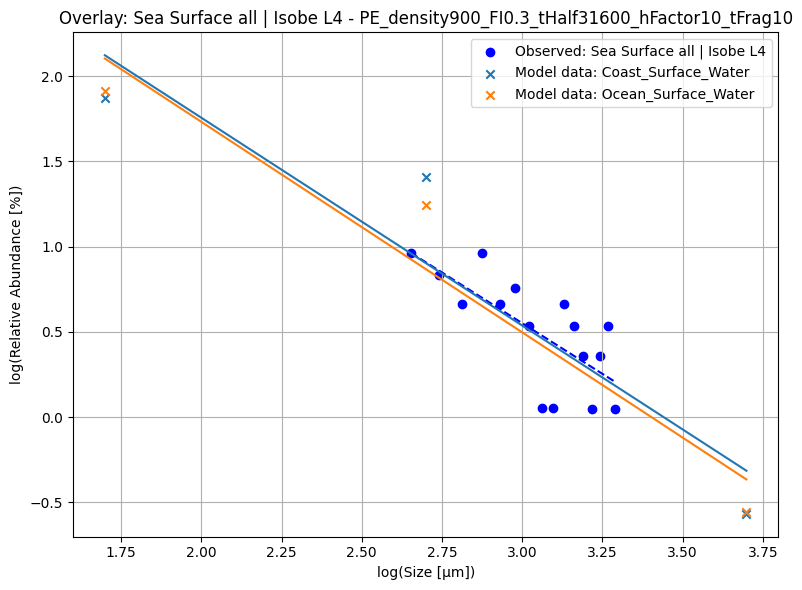 Overlay: Sea Surface all | Isobe L4 - PE_density900_FI0.3_tHalf31600_hFactor10_tFrag10
Observed: Sea Surface all | Isobe L4
Model data: Coast_Surface_Water
Model data: Ocean_Surface_Water
log(Relative Abundance [%])
2.0
1.5
1.0
0.5
0.0
−0.5
1.75 2.00 2.25 2.50 2.75 3.00 3.25 3.50 3.75
log(Size [μm])